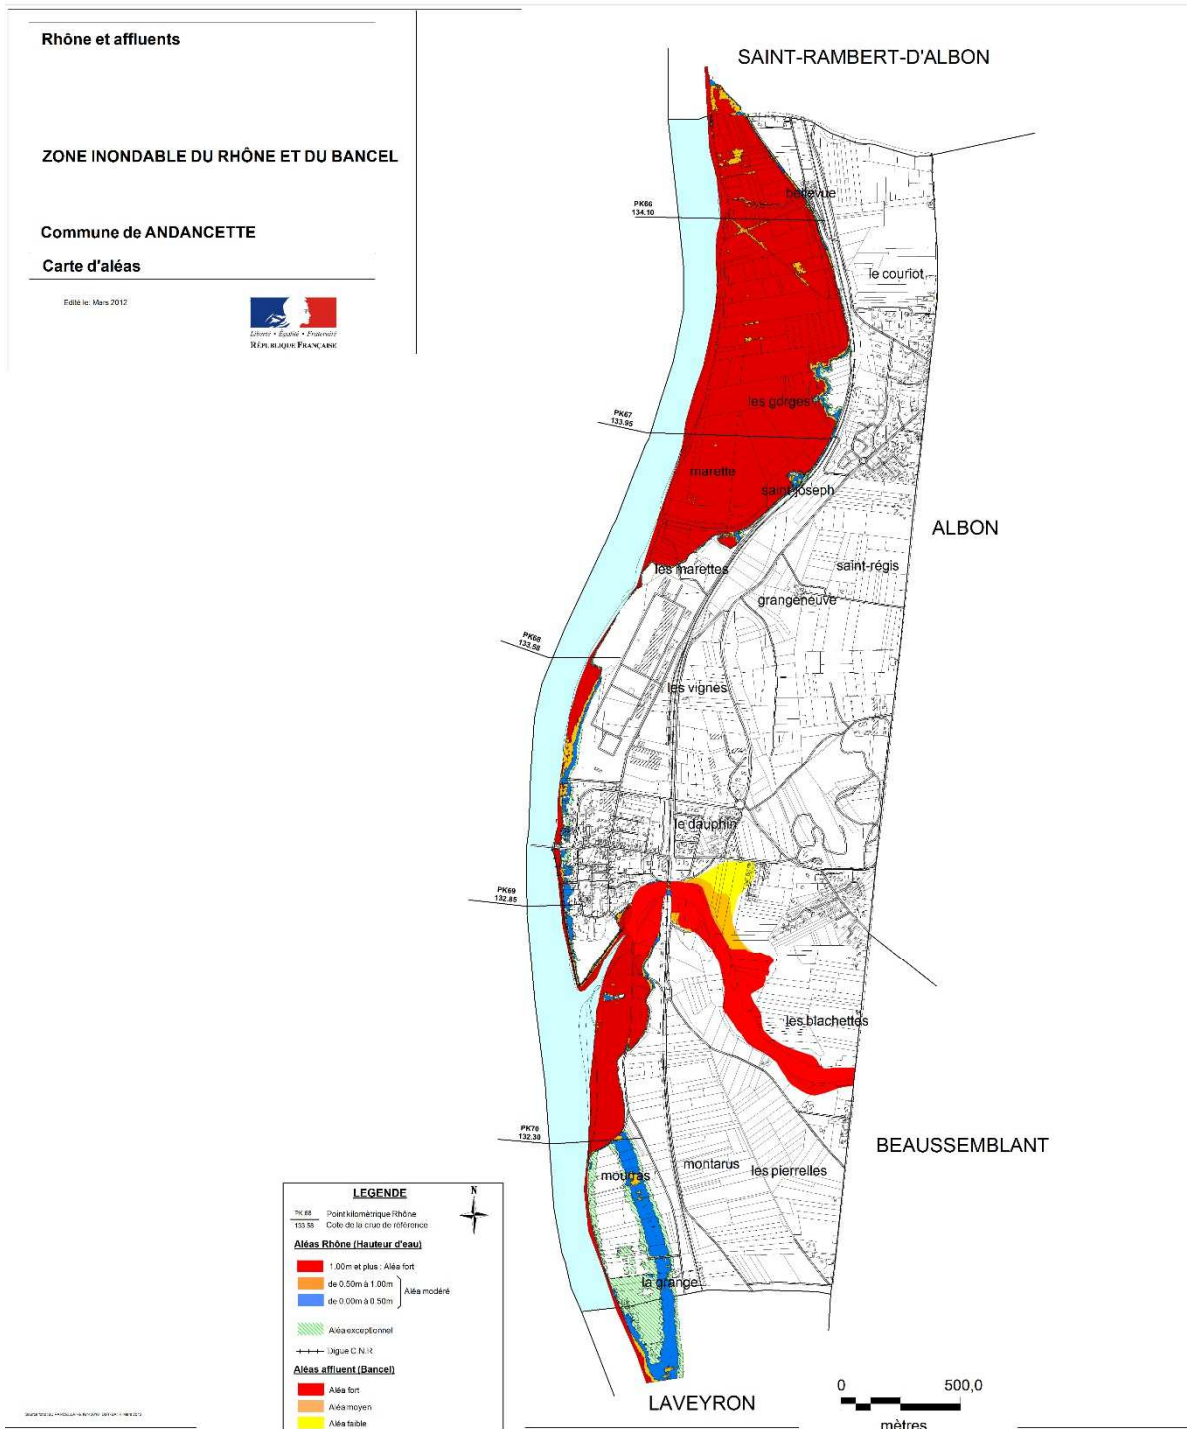 Rhône et affluents
ZONE INONDABLE DU RHÔNE ET DU BANCEL
Commune de ANDANCETTE
Carte d'aléas
Edité le: Mars 2012
Liberté • Égalité • Fraternité
RÉPUBLIQUE FRANÇAISE
SAINT-RAMBERT-D'ALBON
bellevue
PK66
134.10
le couriot
les gorges
PK67
133.95
marette
saint-joseph
ALBON
les marettes
saint-régis
grangeneuve
PK68
133.58
les vignes
le dauphin
PK69
132.85
les blachettes
PK70
132.30
BEAUSSEMBLANT
montarus
les pierrelles
mourras
la grange
LAVEYRON
0 500,0
mètres
LEGENDE
N
PK 68 Point kilométrique Rhône
133.58 Cote de la crue de référence
Aléas Rhône (Hauteur d'eau)
1.00m et plus : Aléa fort
de 0.50m à 1.00m
Aléa modéré
de 0.00m à 0.50m
Aléa exceptionnel
Digue C.N.R
Aléas affluent (Bancel)
Aléa fort
Aléa moyen
Aléa faible